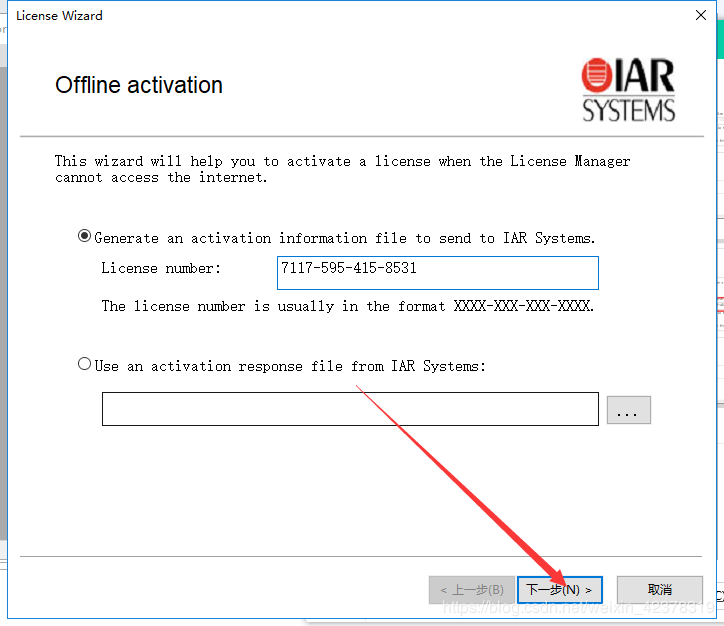 License Wizard
Offline activation
IAR
SYSTEMS
This wizard will help you to activate a license when the License Manager
cannot access the internet.
Generate an activation information file to send to IAR Systems.
License number:
7117-595-415-8531
The license number is usually in the format XXXX-XXX-XXX-XXXX.
Use an activation response file from IAR Systems:
...
< 上一步(B)
下一步(N) >
取消
https://blog.csdn.net/weixin_42378319